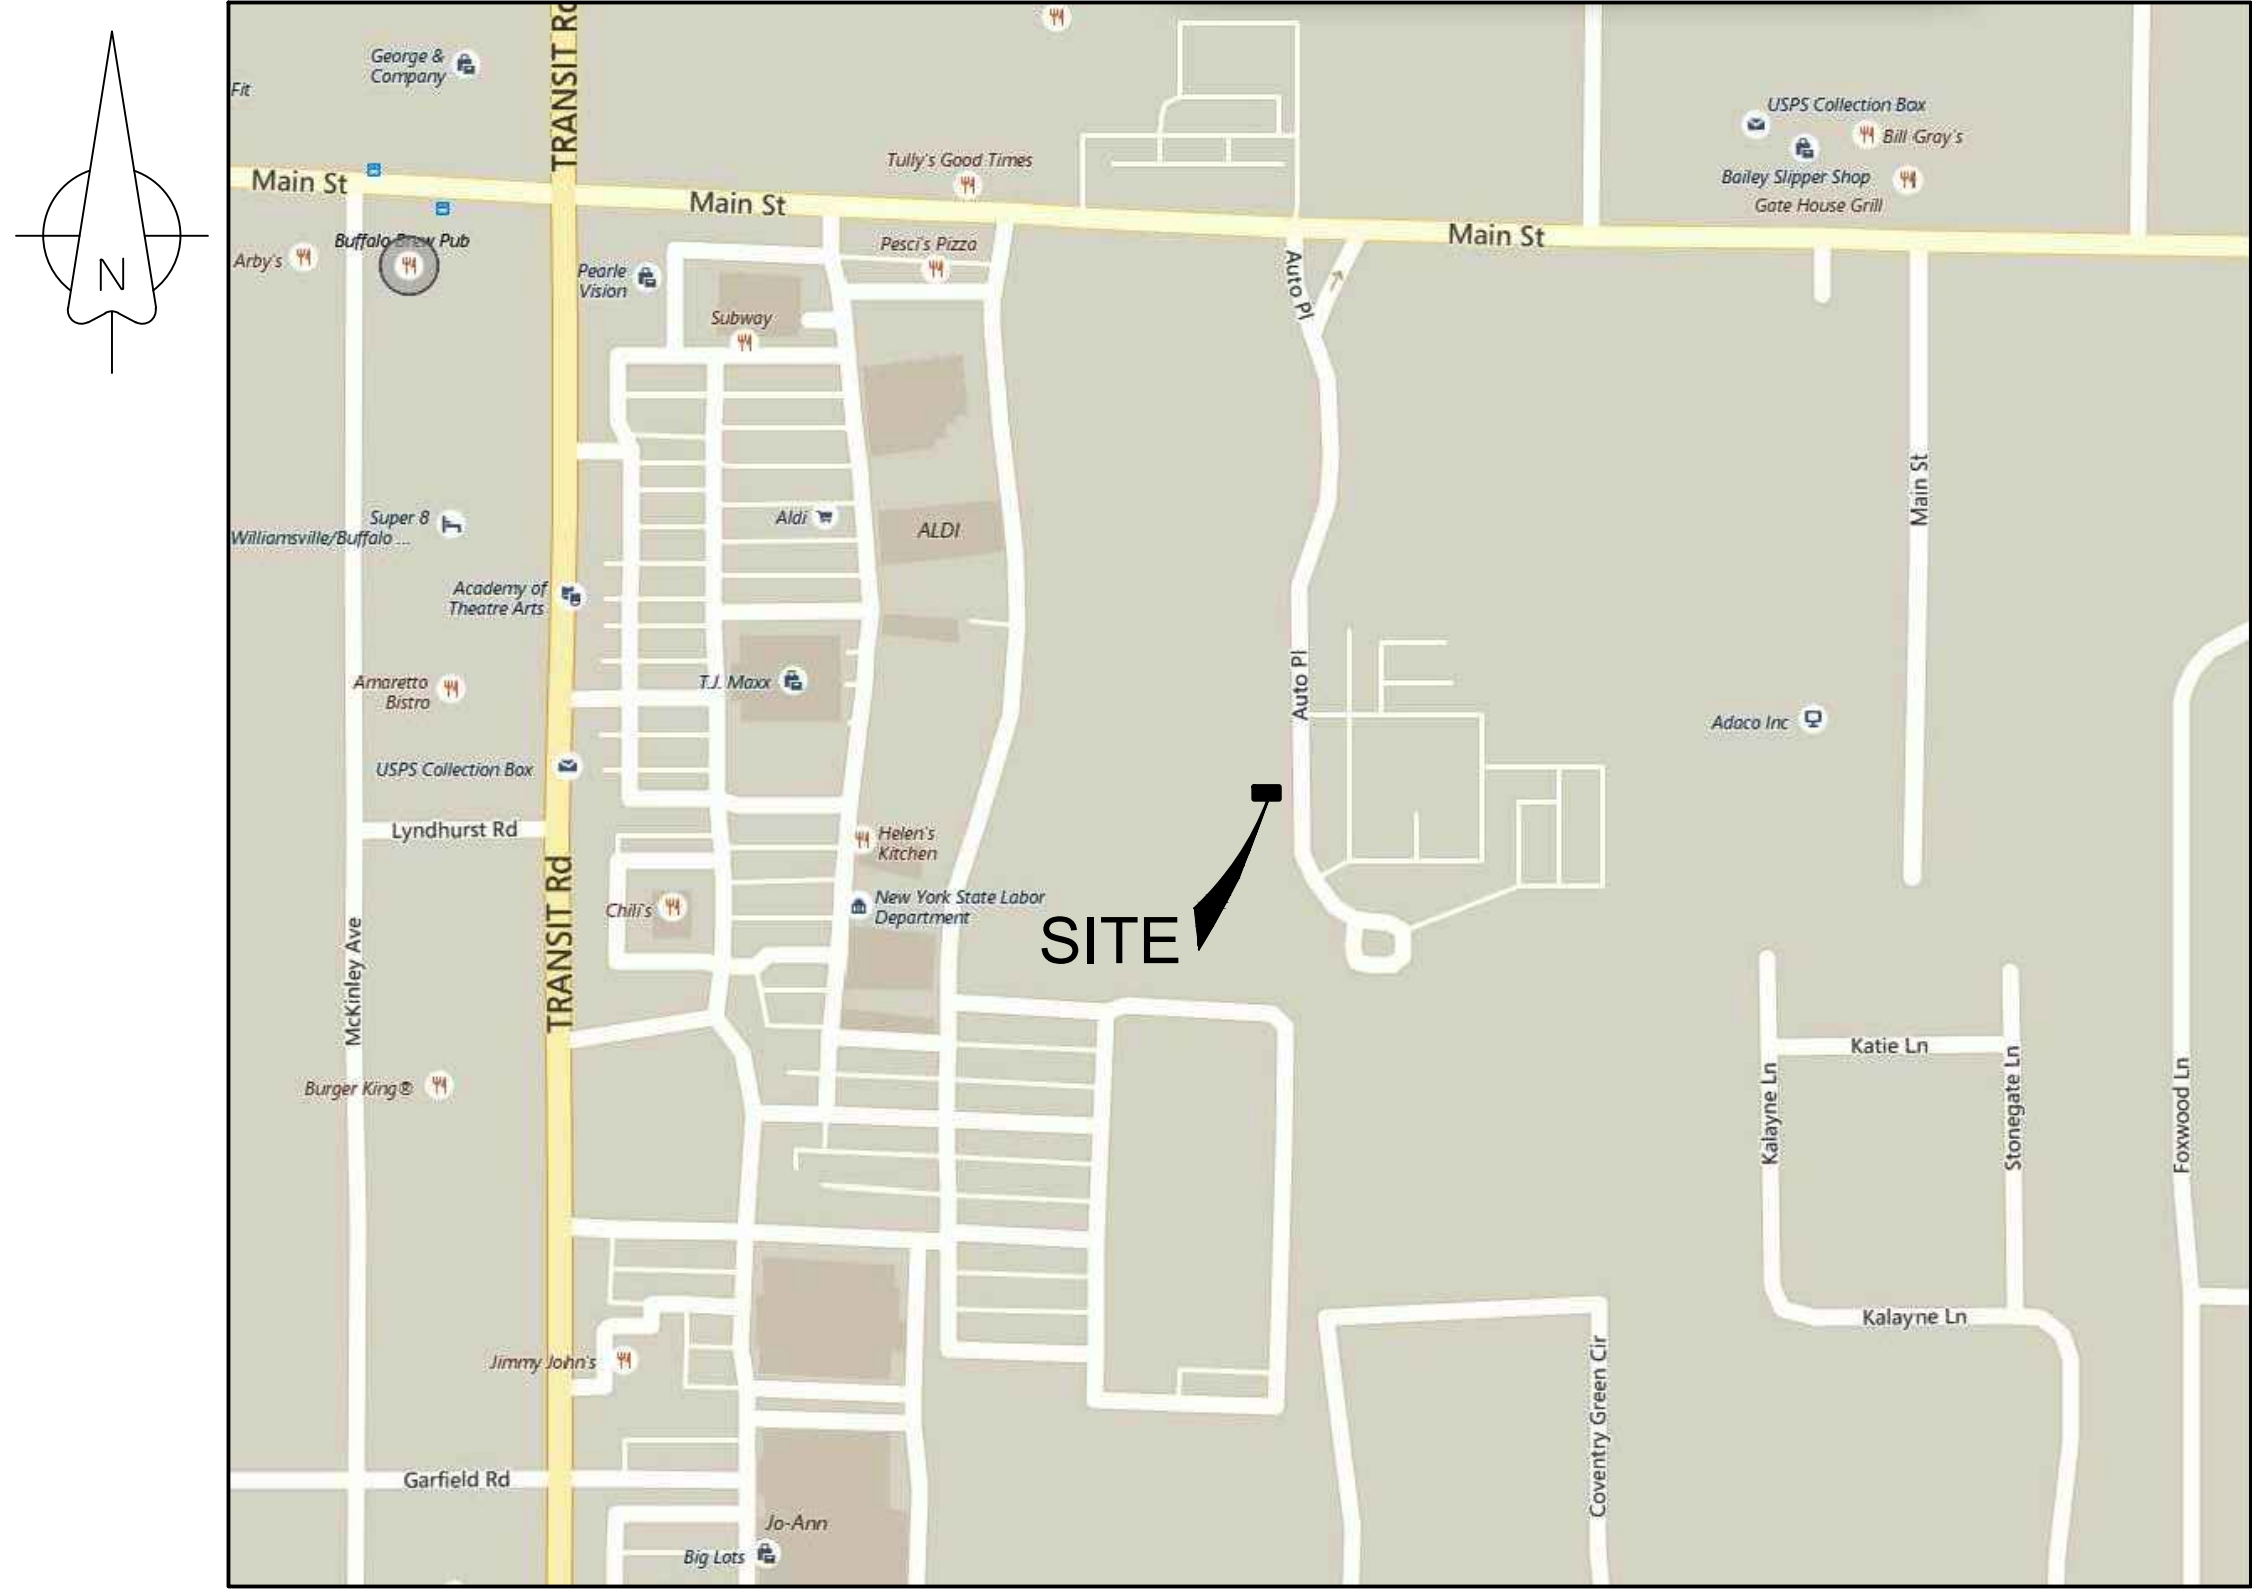 TRANSIT Rd
George &
Company
Fit
USPS Collection Box
Bill Gray's
Tully's Good Times
Main St
Bailey Slipper Shop
Main St
Gate House Grill
Main St
Buffalo Brew Pub
Pesci's Pizza
Arby's
N
Pearle
Vision
Auto Pl
Subway
Main St
Super 8
Williamsville/Buffalo ...
Aldi
ALDI
Academy of
Theatre Arts
Auto Pl
Amaretto
Bistro
T.J. Maxx
Adaco Inc
USPS Collection Box
Lyndhurst Rd
Helen's
Kitchen
TRANSIT Rd
Chili's
New York State Labor
Department
SITE
McKinley Ave
Katie Ln
Burger King®
Kalayne Ln
Stonegate Ln
Foxwood Ln
Kalayne Ln
Jimmy John's
Coventry Green Cir
Garfield Rd
Jo-Ann
Big Lots